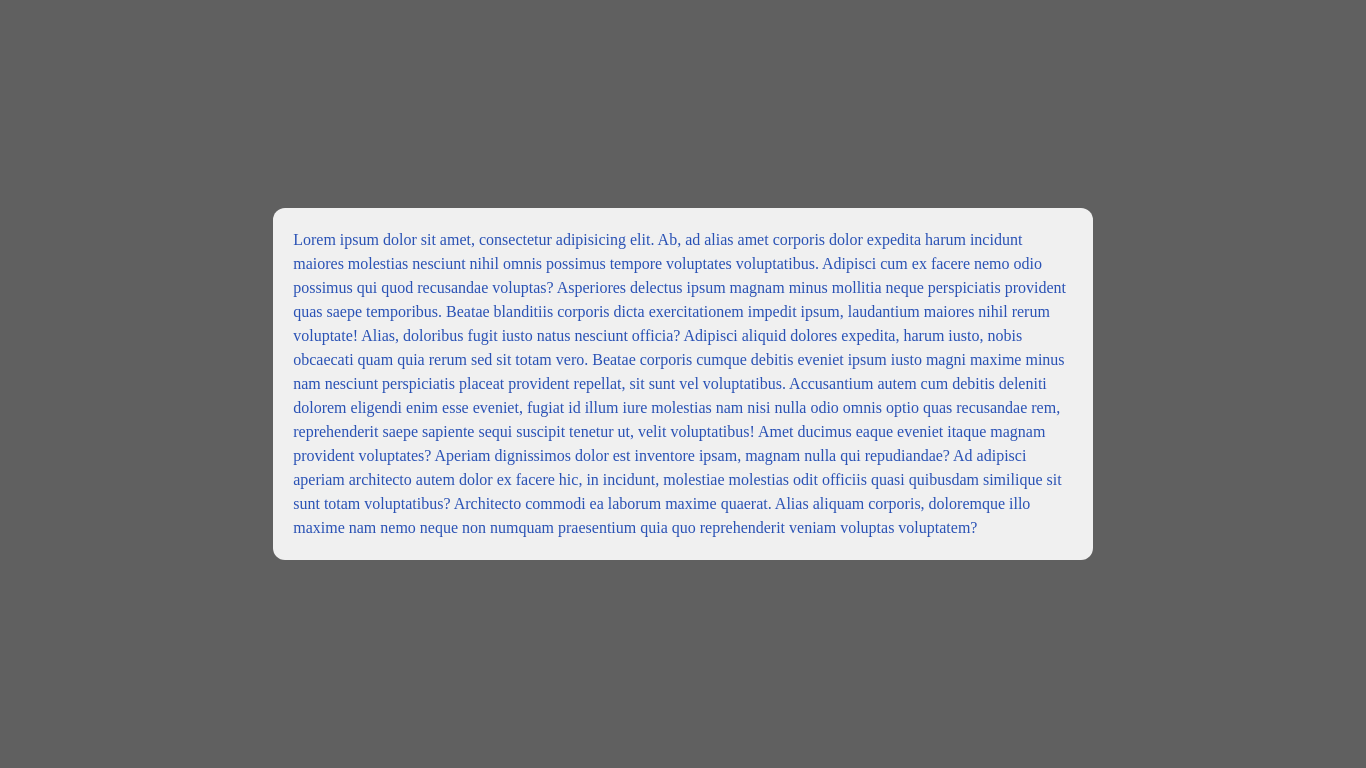 Lorem ipsum dolor sit amet, consectetur adipisicing elit. Ab, ad alias amet corporis dolor expedita harum incidunt
maiores molestias nesciunt nihil omnis possimus tempore voluptates voluptatibus. Adipisci cum ex facere nemo odio
possimus qui quod recusandae voluptas? Asperiores delectus ipsum magnam minus mollitia neque perspiciatis provident
quas saepe temporibus. Beatae blanditiis corporis dicta exercitationem impedit ipsum, laudantium maiores nihil rerum
voluptate! Alias, doloribus fugit iusto natus nesciunt officia? Adipisci aliquid dolores expedita, harum iusto, nobis
obcaecati quam quia rerum sed sit totam vero. Beatae corporis cumque debitis eveniet ipsum iusto magni maxime minus
nam nesciunt perspiciatis placeat provident repellat, sit sunt vel voluptatibus. Accusantium autem cum debitis deleniti
dolorem eligendi enim esse eveniet, fugiat id illum iure molestias nam nisi nulla odio omnis optio quas recusandae rem,
reprehenderit saepe sapiente sequi suscipit tenetur ut, velit voluptatibus! Amet ducimus eaque eveniet itaque magnam
provident voluptates? Aperiam dignissimos dolor est inventore ipsam, magnam nulla qui repudiandae? Ad adipisci
aperiam architecto autem dolor ex facere hic, in incidunt, molestiae molestias odit officiis quasi quibusdam similique sit
sunt totam voluptatibus? Architecto commodi ea laborum maxime quaerat. Alias aliquam corporis, doloremque illo
maxime nam nemo neque non numquam praesentium quia quo reprehenderit veniam voluptas voluptatem?